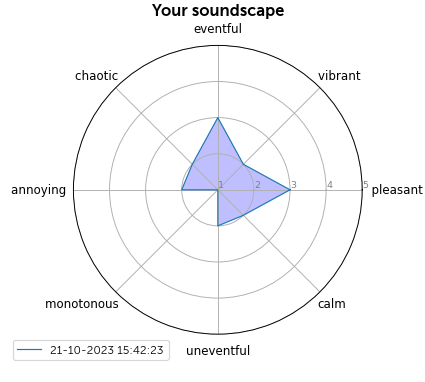 Your soundscape
eventful
chaotic
vibrant
annoying
1 2 3 4 5
pleasant
monotonous
calm
21-10-2023 15:42:23
uneventful